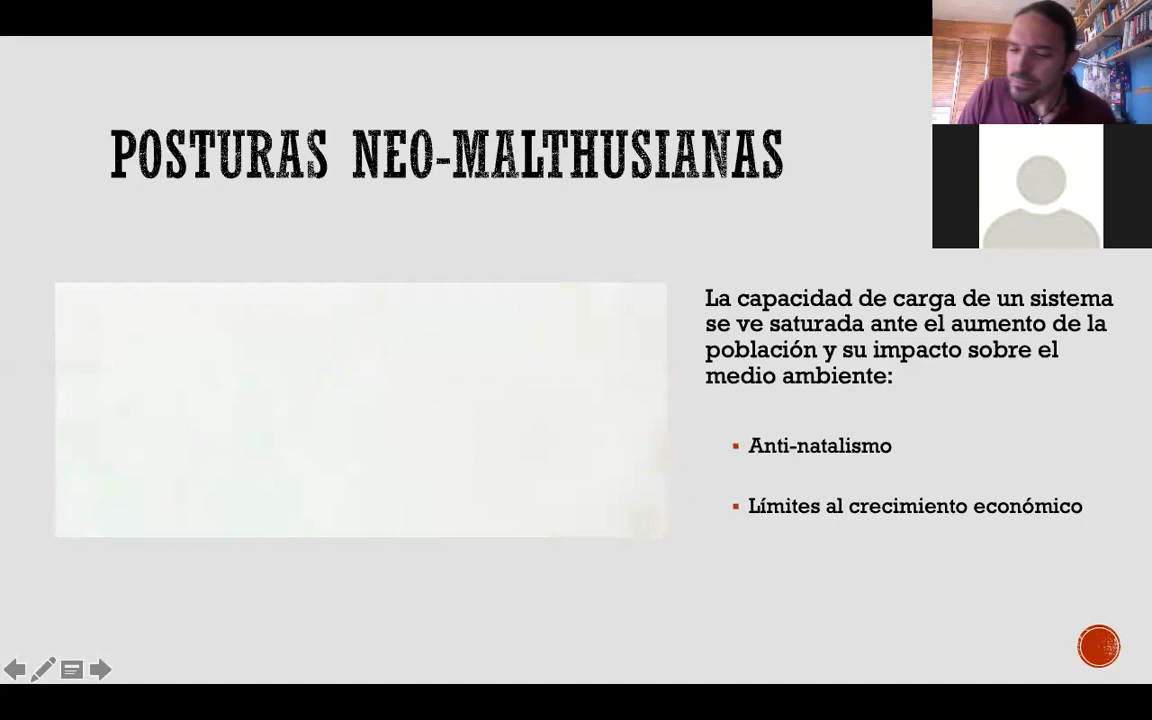 POSTURAS NEO-MALTHUSIANAS
La capacidad de carga de un sistema
se ve saturada ante el aumento de la
población y su impacto sobre el
medio ambiente:
▪ Anti-natalismo
▪ Límites al crecimiento económico